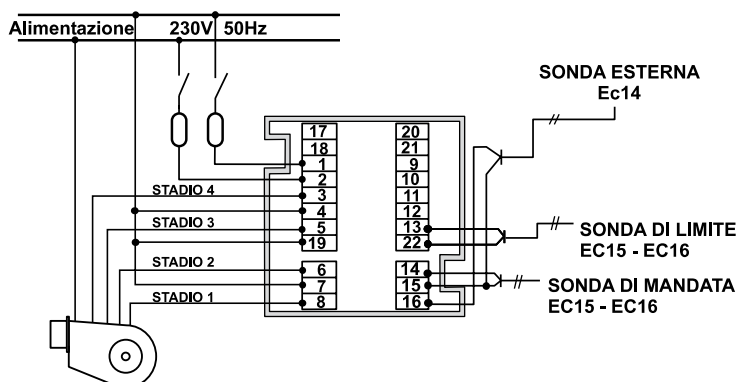 Alimentazione 230V 50Hz
SONDA ESTERNA
Ec14
17
18
1
2
3
4
5
19
6
7
8
20
21
9
10
11
12
13
22
14
15
16
STADIO 4
STADIO 3
STADIO 2
STADIO 1
SONDA DI LIMITE
EC15 - EC16
SONDA DI MANDATA
EC15 - EC16